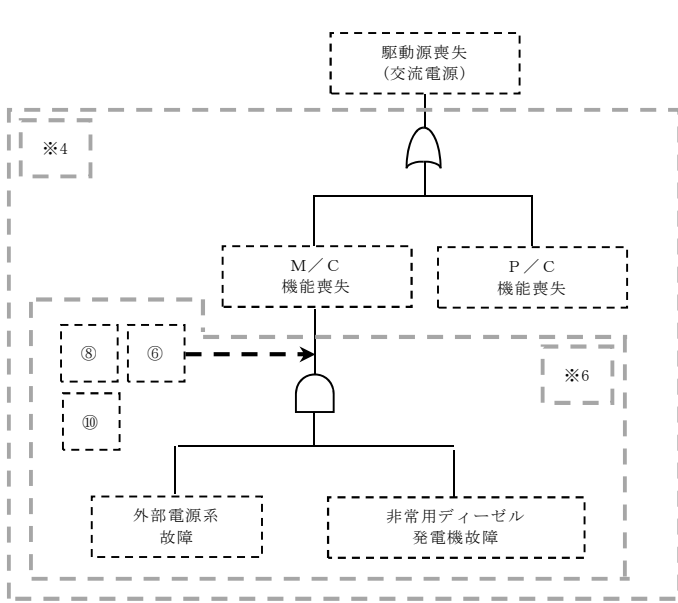 駆動源喪失
(交流電源)
※4
M/C
機能喪失
P/C
機能喪失
⑧
⑥
※6
⑩
外部電源系
故障
非常用ディーゼル
発電機故障